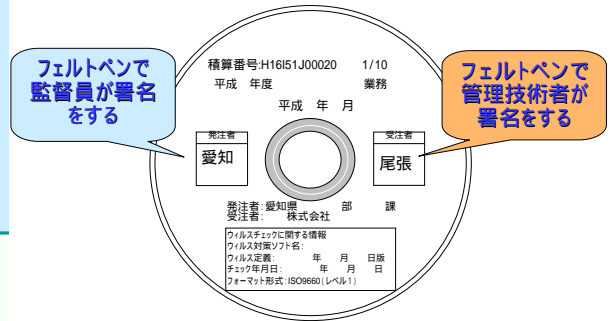 フェルトペンで
監督員が署名
をする
フェルトペンで
管理技術者が
署名をする
積算番号:H16I51J00020 1/10
平成 年度 業務
平成 年 月
発注者
愛知
受注者
尾張
発注者:愛知県 部 課
受注者: 株式会社
ウィルスチェックに関する情報
ウィルス対策ソフト名:
ウィルス定義: 年 月 日版
チェック年月日: 年 月 日
フォーマット形式:ISO9660(レベル1)